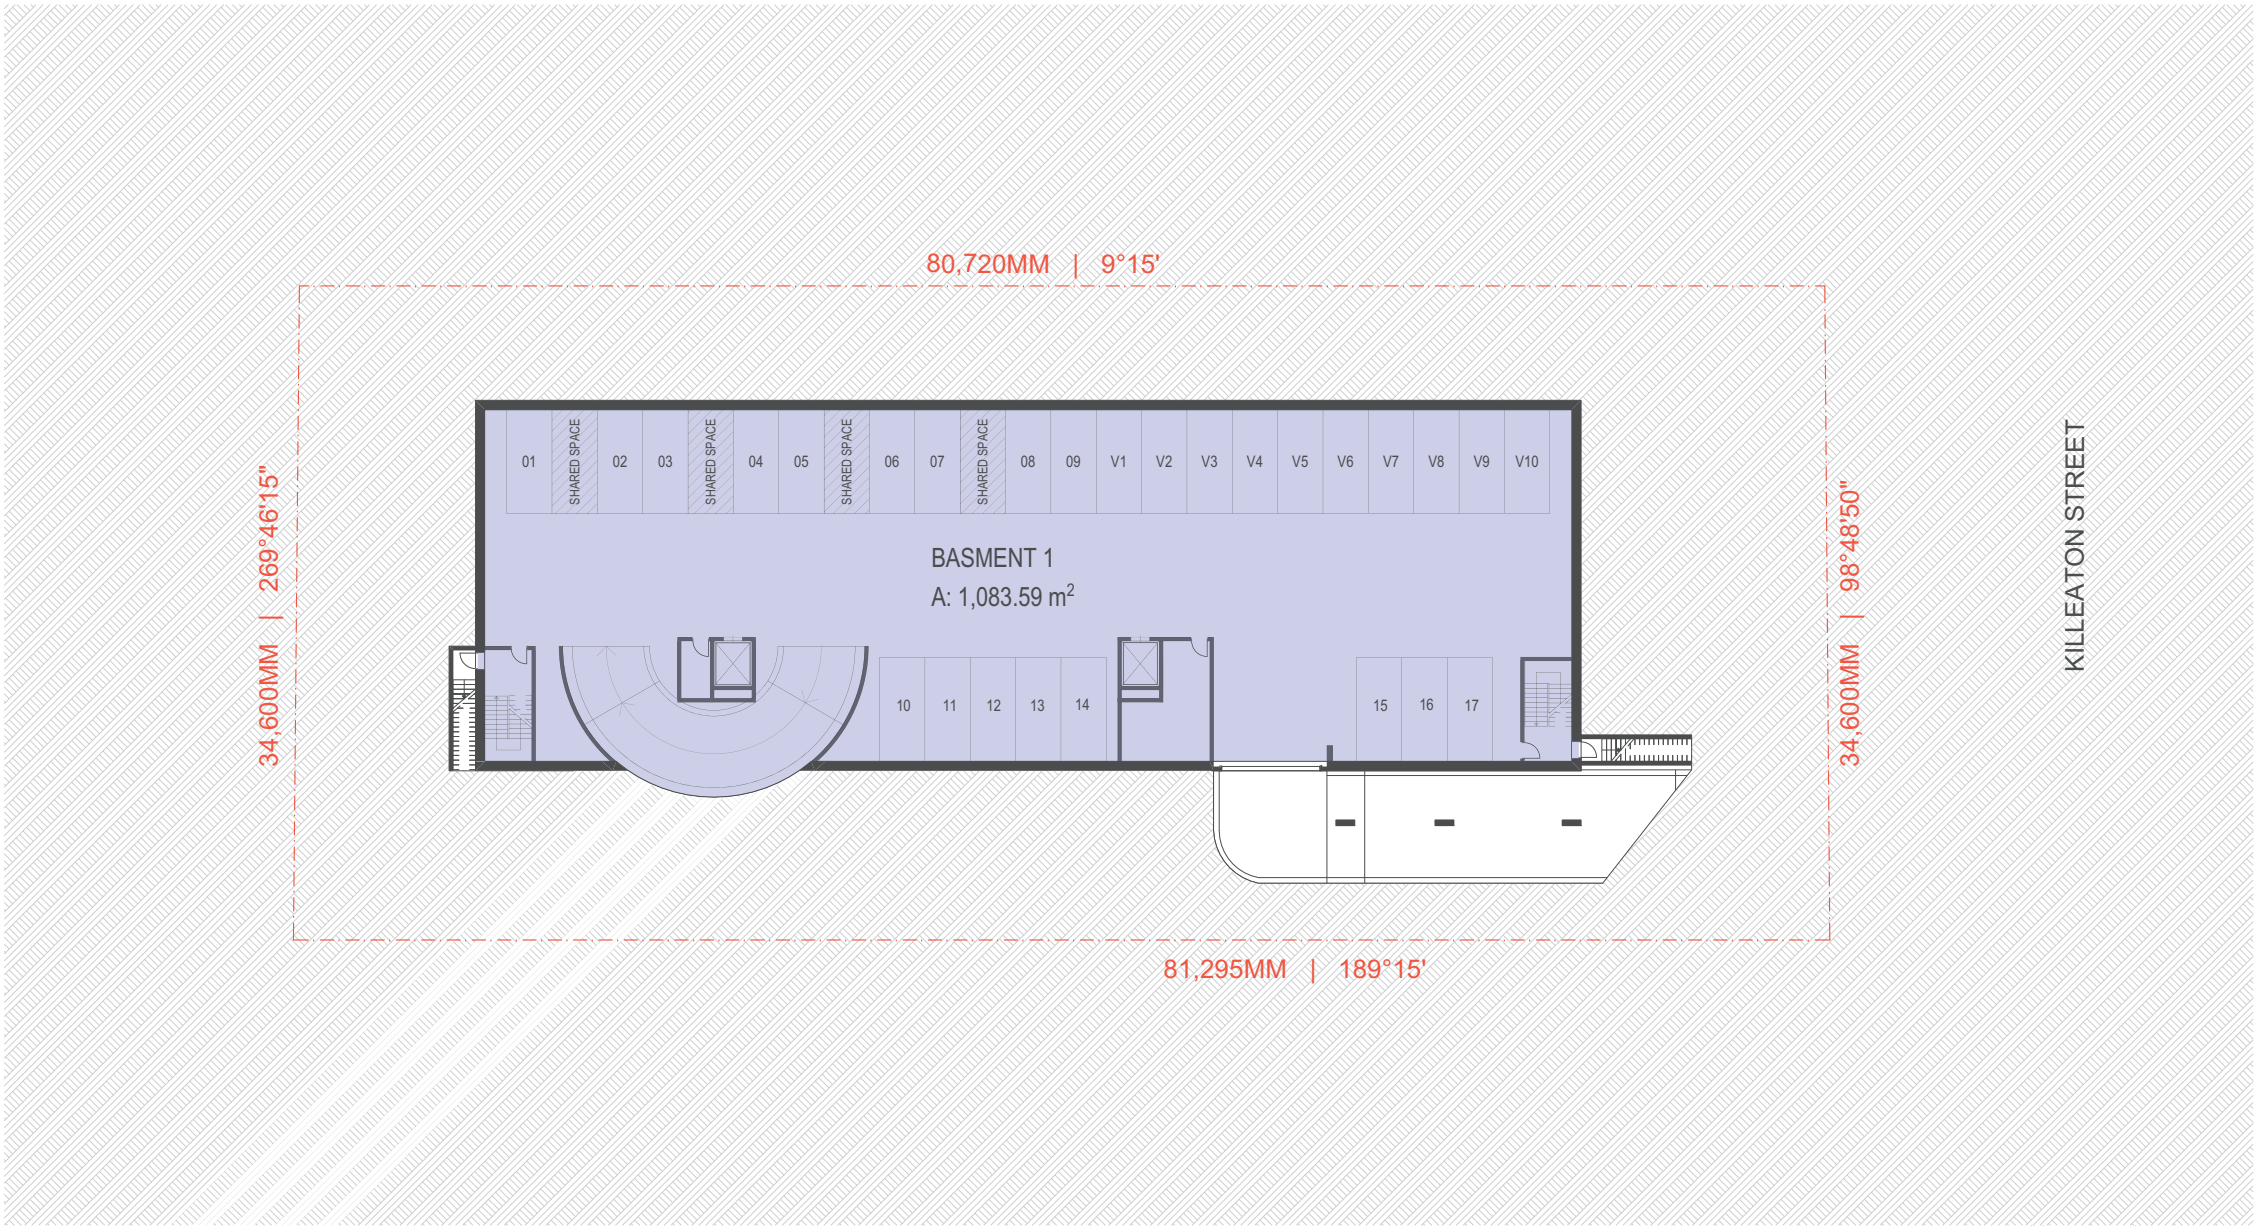 80,720MM | 9°15'
01
SHARED SPACE
02
03
SHARED SPACE
04
05
SHARED SPACE
06
07
SHARED SPACE
08
09
V1
V2
V3
V4
V5
V6
V7
V8
V9
V10
BASMENT 1
A: 1,083.59 m²
10
11
12
13
14
15
16
17
34,600MM | 269°46'15"
34,600MM | 98°48'50"
KILLEATON STREET
81,295MM | 189°15'